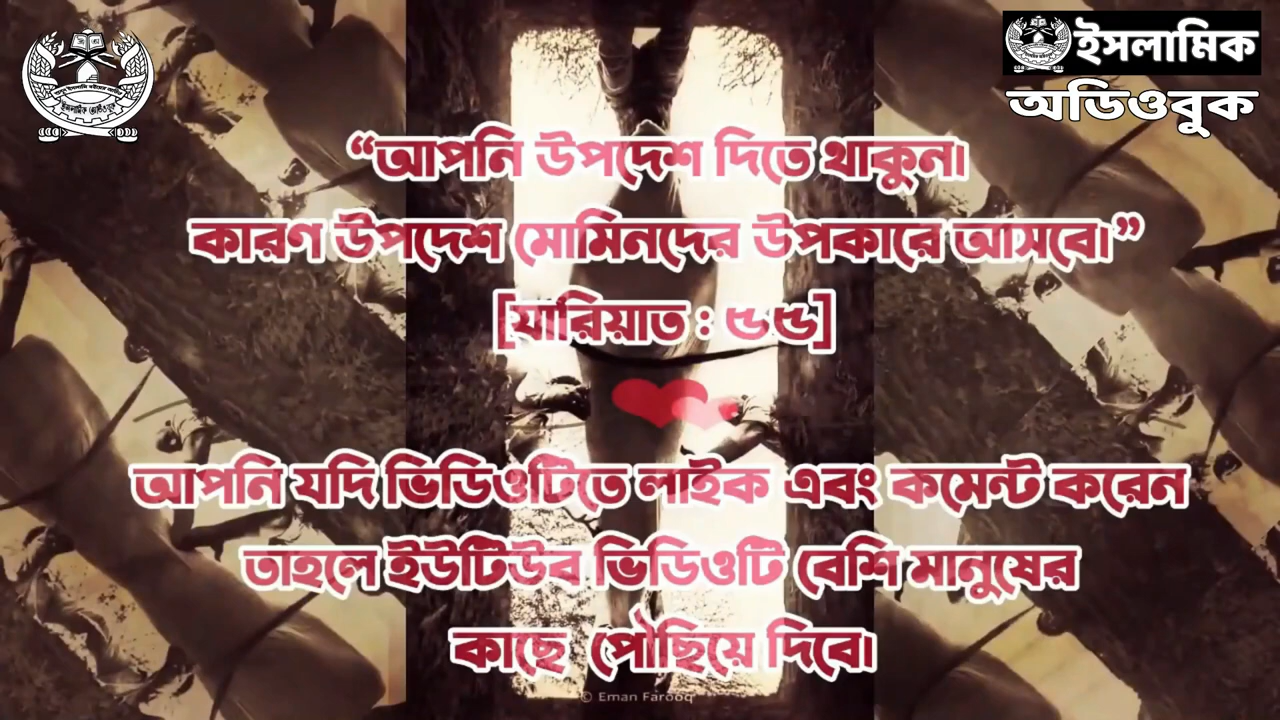 ইসলামিক
অডিওবুক
“আপনি উপদেশ দিতে থাকুন।
কারণ উপদেশ মোমিনদের উপকারে আসবে।”
[যারিয়াত : ৫৫]
আপনি যদি ভিডিওটিতে লাইক এবং কমেন্ট করেন
তাহলে ইউটিউব ভিডিওটি বেশি মানুষের
কাছে পৌছিয়ে দিবে।
© Eman Farooq